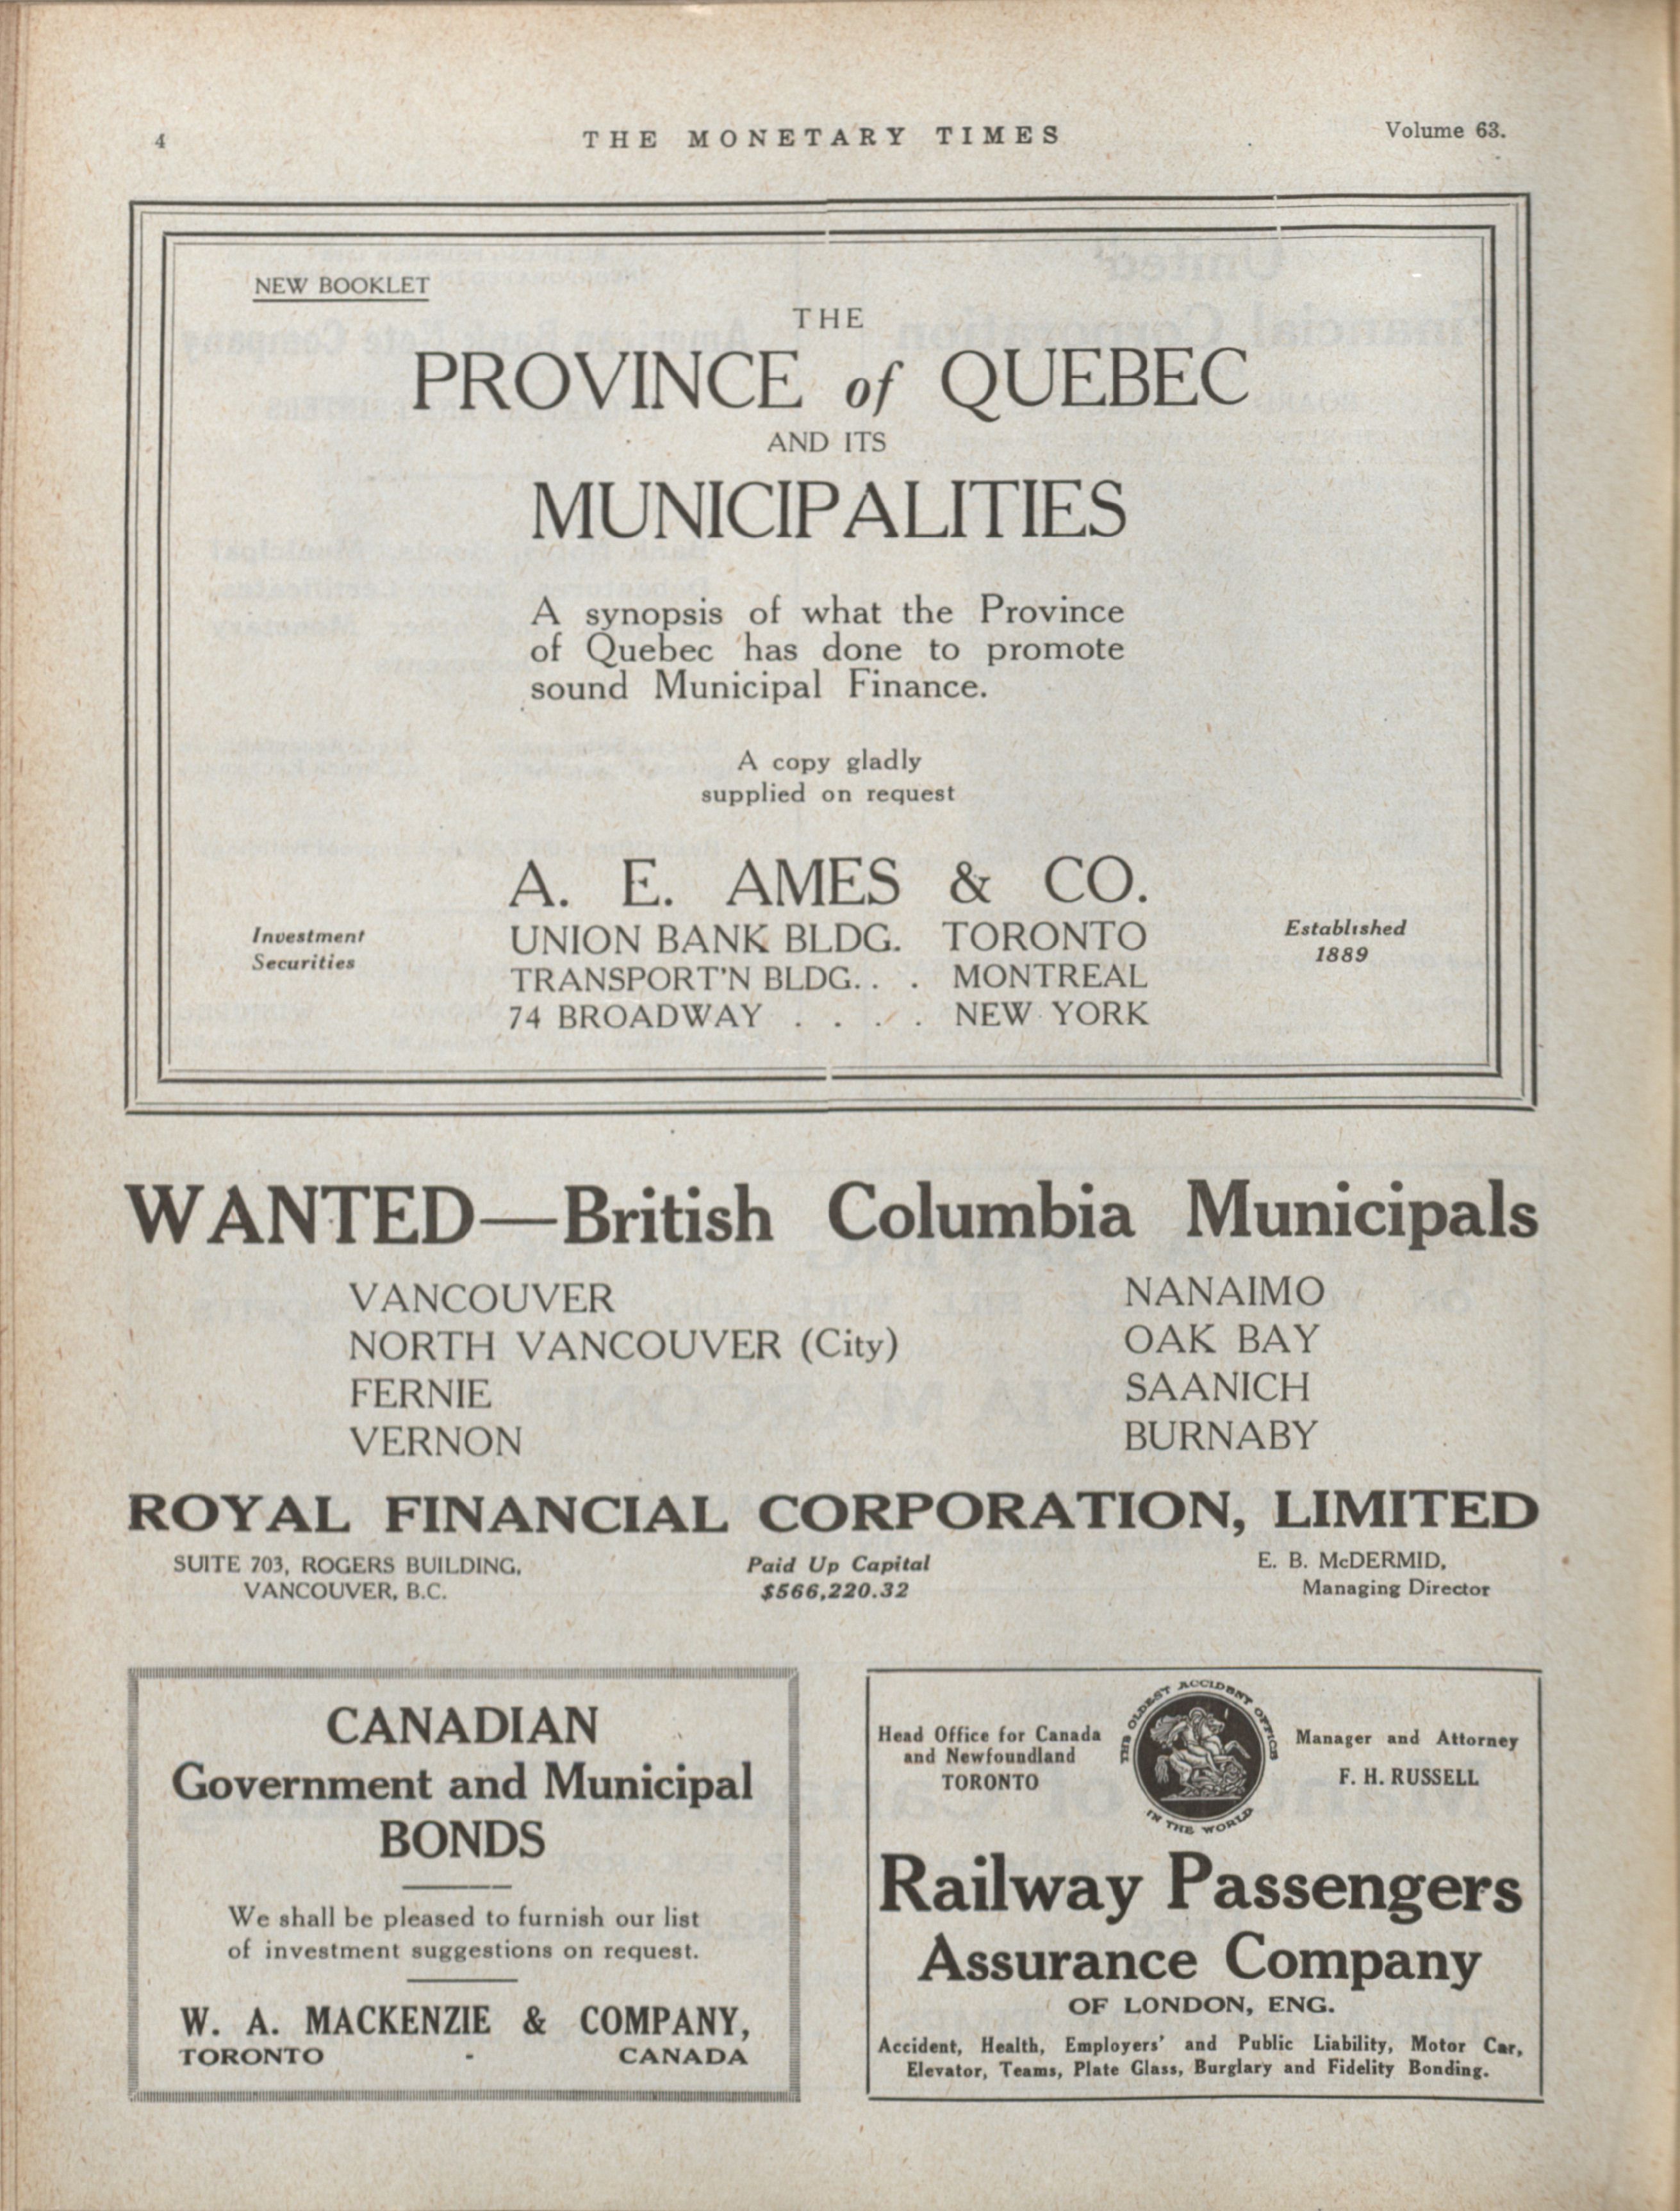 4
THE MONETARY TIMES
Volume 63.
NEW BOOKLET
THE
PROVINCE of QUEBEC
AND ITS
MUNICIPALITIES
A synopsis of what the Province
of Quebec has done to promote
sound Municipal Finance.
A copy gladly
supplied on request
A. E. AMES & CO.
Investment
Securities
UNION BANK BLDG. TORONTO
TRANSPORT'N BLDG. . . MONTREAL
74 BROADWAY . . . . NEW YORK
Established
1889
WANTED—British Columbia Municipals
VANCOUVER
NORTH VANCOUVER (City)
FERNIE
VERNON
NANAIMO
OAK BAY
SAANICH
BURNABY
ROYAL FINANCIAL CORPORATION, LIMITED
SUITE 703, ROGERS BUILDING,
VANCOUVER, B.C.
Paid Up Capital
$566,220.32
E. B. McDERMID,
Managing Director
CANADIAN
Government and Municipal
BONDS
We shall be pleased to furnish our list
of investment suggestions on request.
W. A. MACKENZIE & COMPANY,
TORONTO - CANADA
Head Office for Canada
and Newfoundland
TORONTO
THE OLDEST ACCIDENT OFFICE
IN THE WORLD
Manager and Attorney
F. H. RUSSELL
Railway Passengers
Assurance Company
OF LONDON, ENG.
Accident, Health, Employers' and Public Liability, Motor Car,
Elevator, Teams, Plate Glass, Burglary and Fidelity Bonding.